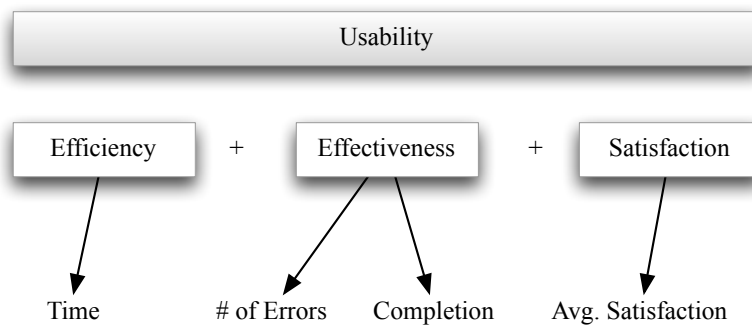 Usability
Efficiency + Effectiveness + Satisfaction
Time # of Errors Completion Avg. Satisfaction